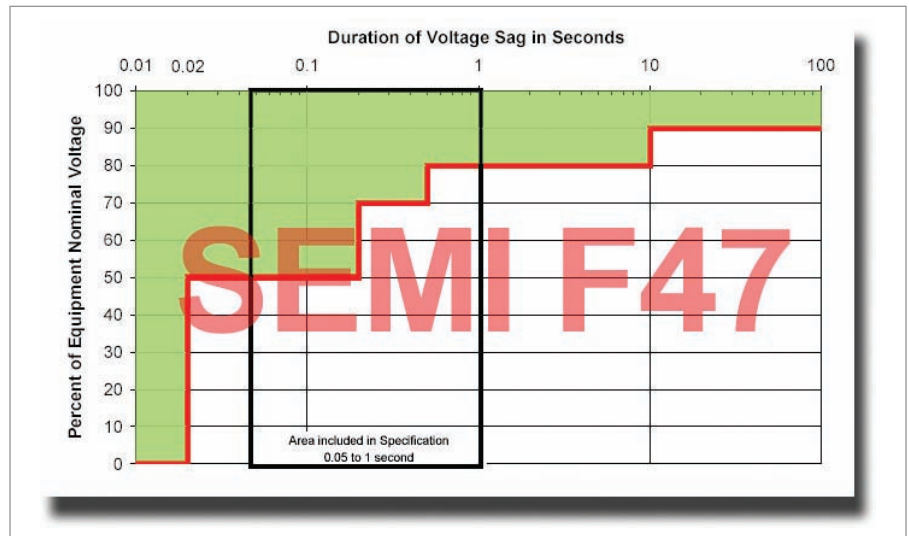 Duration of Voltage Sag in Seconds
0.01 0.02 0.1 1 10 100
Percent of Equipment Nominal Voltage
100
90
80
70
60
50
40
30
20
10
0
SEMI F47
Area included in Specification
0.05 to 1 second